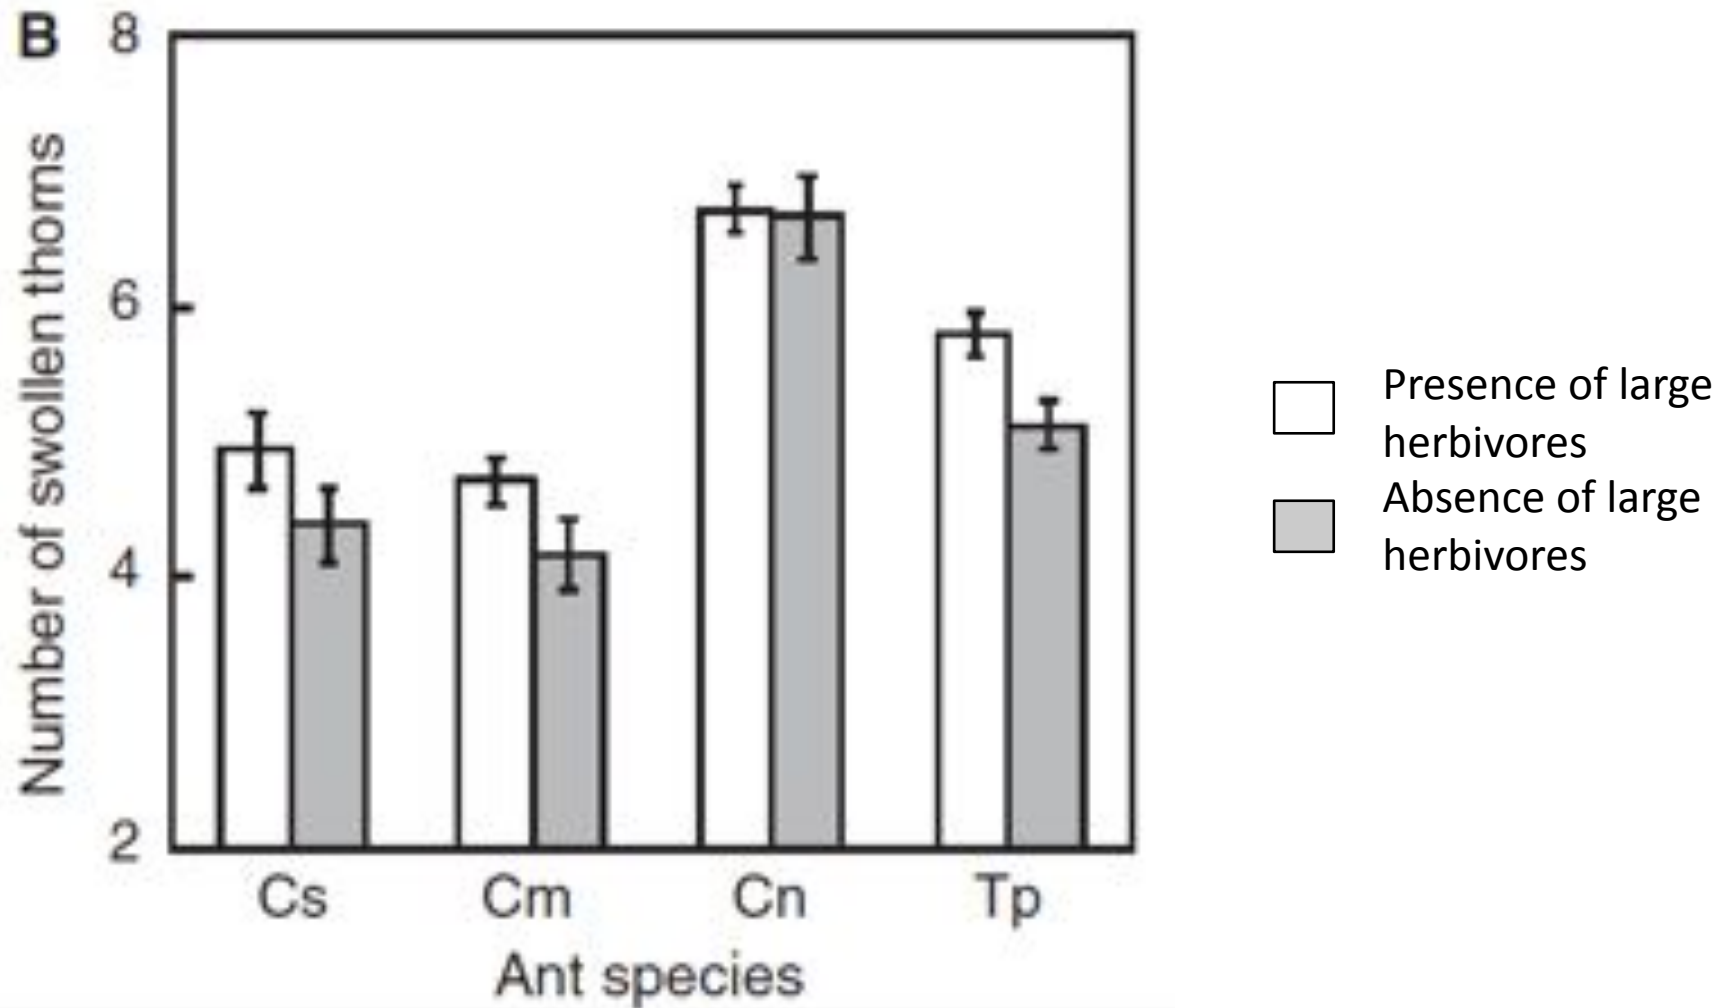 B
8
6
4
2
Number of swollen thorns
Cs Cm Cn Tp
Ant species
Presence of large
herbivores
Absence of large
herbivores